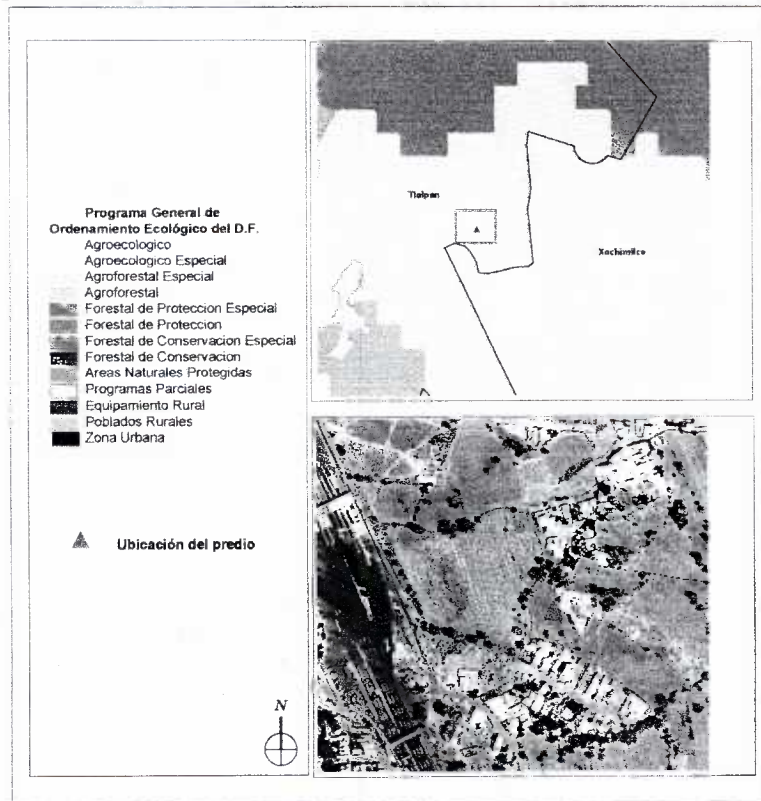 Programa General de
Ordenamiento Ecológico del D.F.
Agroecologico
Agroecologico Especial
Agroforestal Especial
Agroforestal
Forestal de Proteccion Especial
Forestal de Proteccion
Forestal de Conservacion Especial
Forestal de Conservacion
Areas Naturales Protegidas
Programas Parciales
Equipamiento Rural
Poblados Rurales
Zona Urbana
Ubicación del predio
N
Tlalpan
Xochimilco